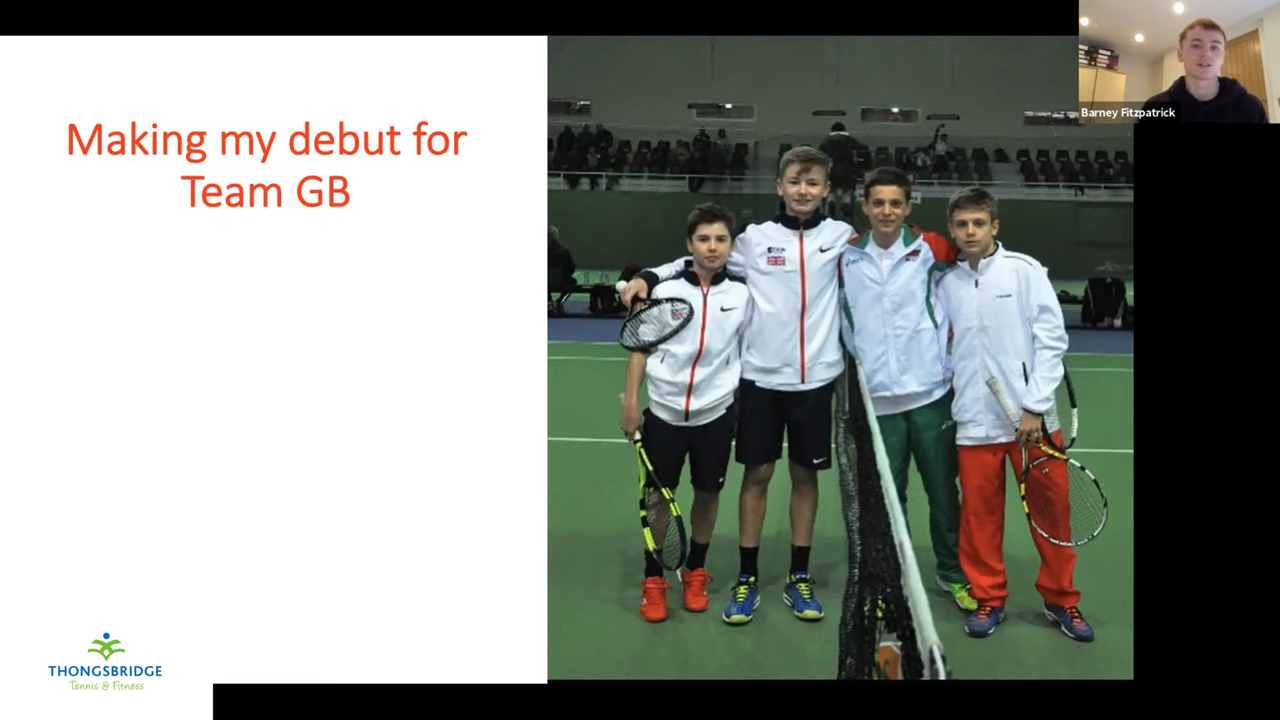 Making my debut for
Team GB
Barney Fitzpatrick
THONGSBRIDGE
Tennis & Fitness